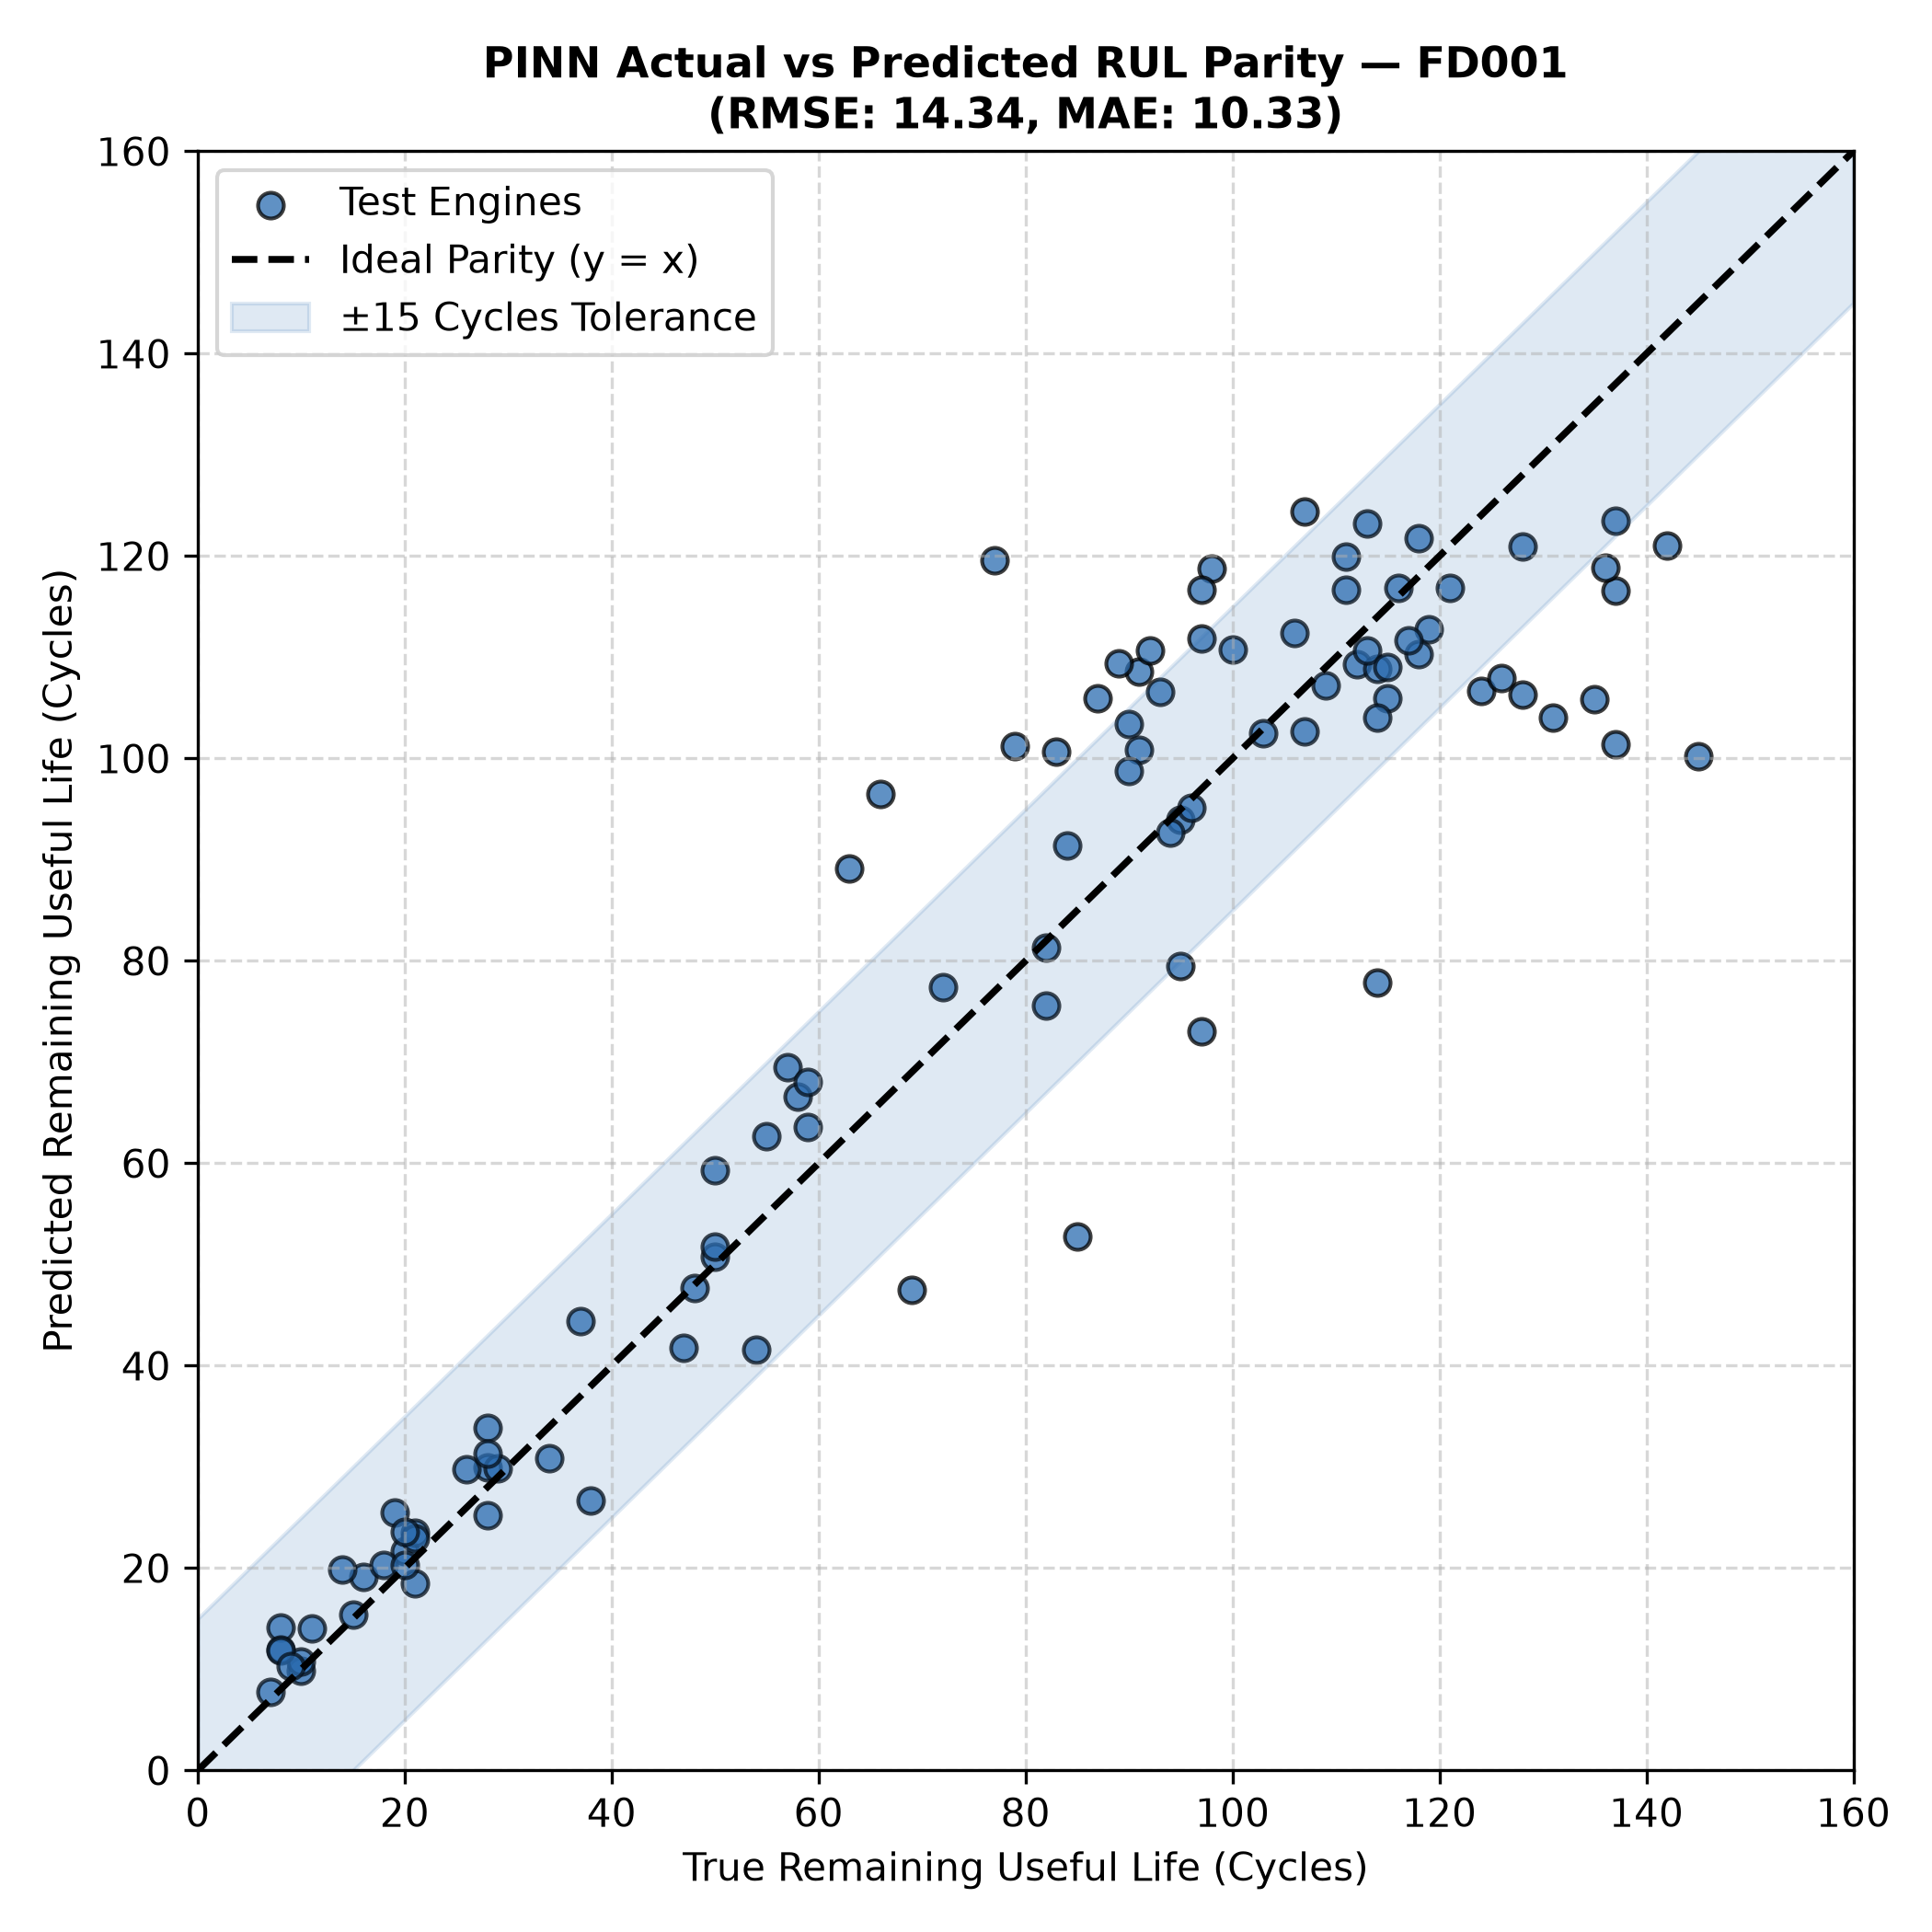 PINN Actual vs Predicted RUL Parity — FD001
(RMSE: 14.34, MAE: 10.33)
Test Engines
Ideal Parity (y = x)
±15 Cycles Tolerance
Predicted Remaining Useful Life (Cycles)
160
140
120
100
80
60
40
20
0
0 20 40 60 80 100 120 140 160
True Remaining Useful Life (Cycles)